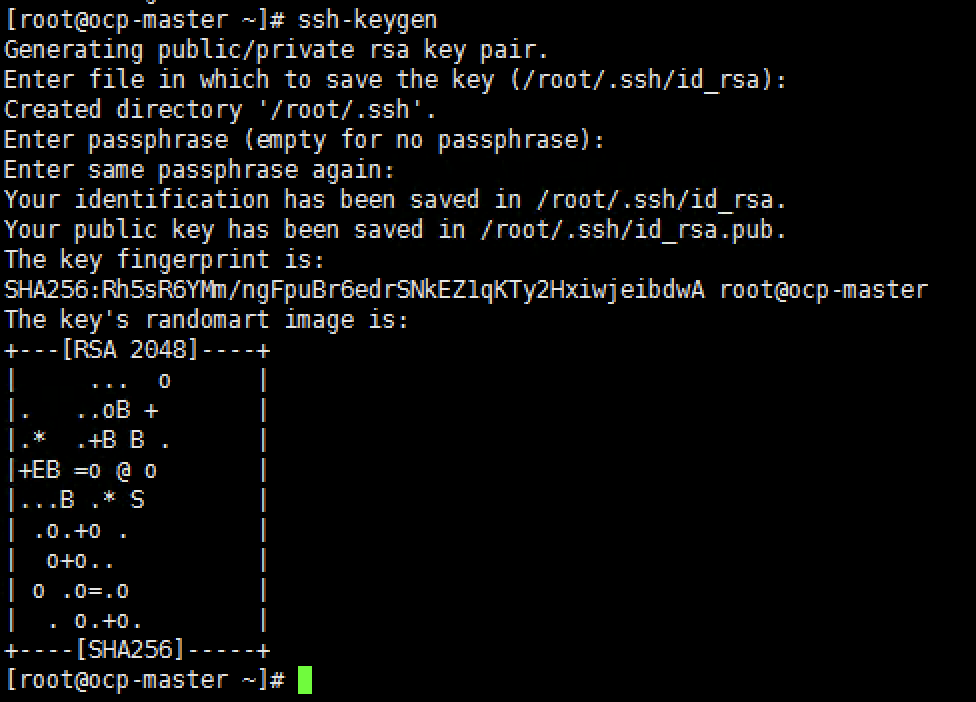 [root@ocp-master ~]# ssh-keygen
Generating public/private rsa key pair.
Enter file in which to save the key (/root/.ssh/id_rsa):
Created directory '/root/.ssh'.
Enter passphrase (empty for no passphrase):
Enter same passphrase again:
Your identification has been saved in /root/.ssh/id_rsa.
Your public key has been saved in /root/.ssh/id_rsa.pub.
The key fingerprint is:
SHA256:Rh5sR6YMm/ngFpuBr6edrSNkEZlqKTy2HxiwjeibdwA root@ocp-master
The key's randomart image is:
+---[RSA 2048]----+
|     ...  o      |
|.   ..oB +       |
|.*  .+B B .      |
|+EB =o @ o       |
|...B .* S        |
| .o.+o .         |
|  o+o..          |
| o .o=.o         |
|  . o.+o.        |
+----[SHA256]-----+
[root@ocp-master ~]#